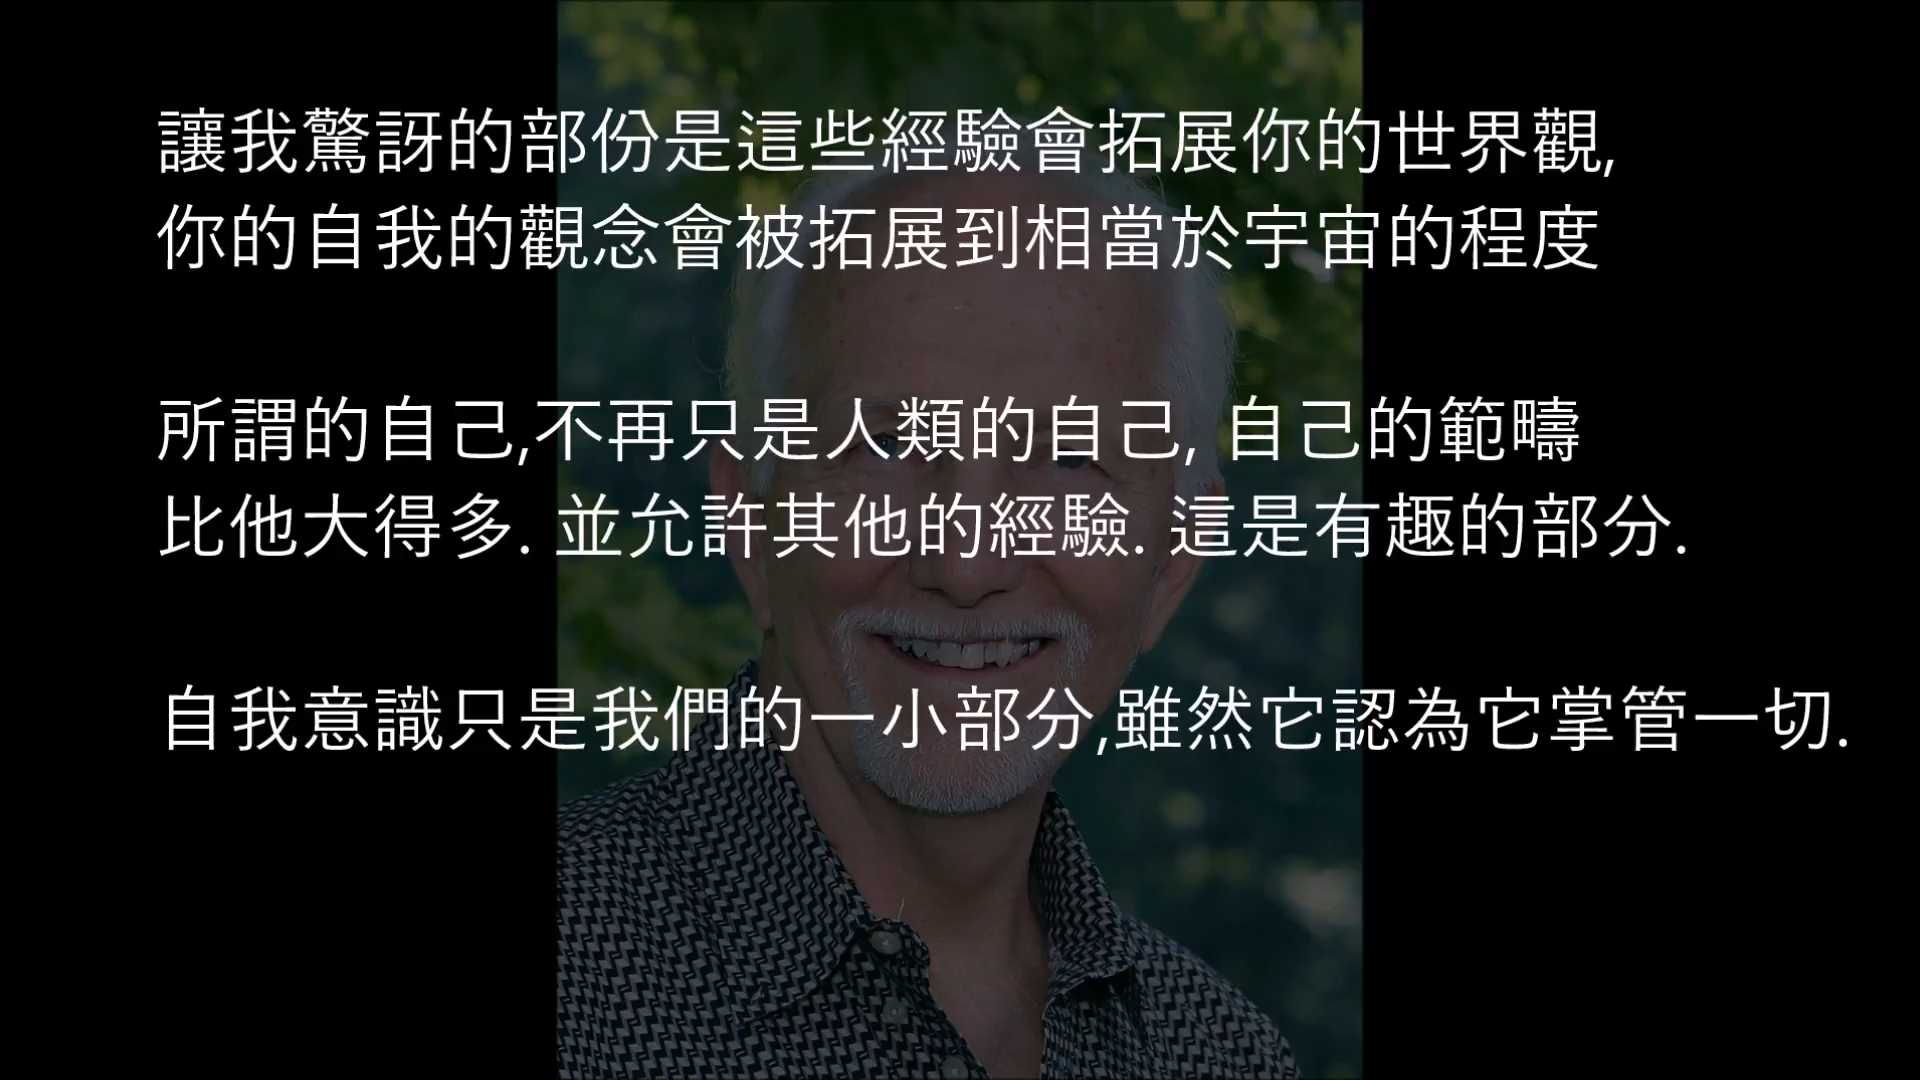 讓我驚訝的部份是這些經驗會拓展你的世界觀,
你的自我的觀念會被拓展到相當於宇宙的程度
所謂的自己,不再只是人類的自己, 自己的範疇
比他大得多. 並允許其他的經驗. 這是有趣的部分.
自我意識只是我們的一小部分,雖然它認為它掌管一切.